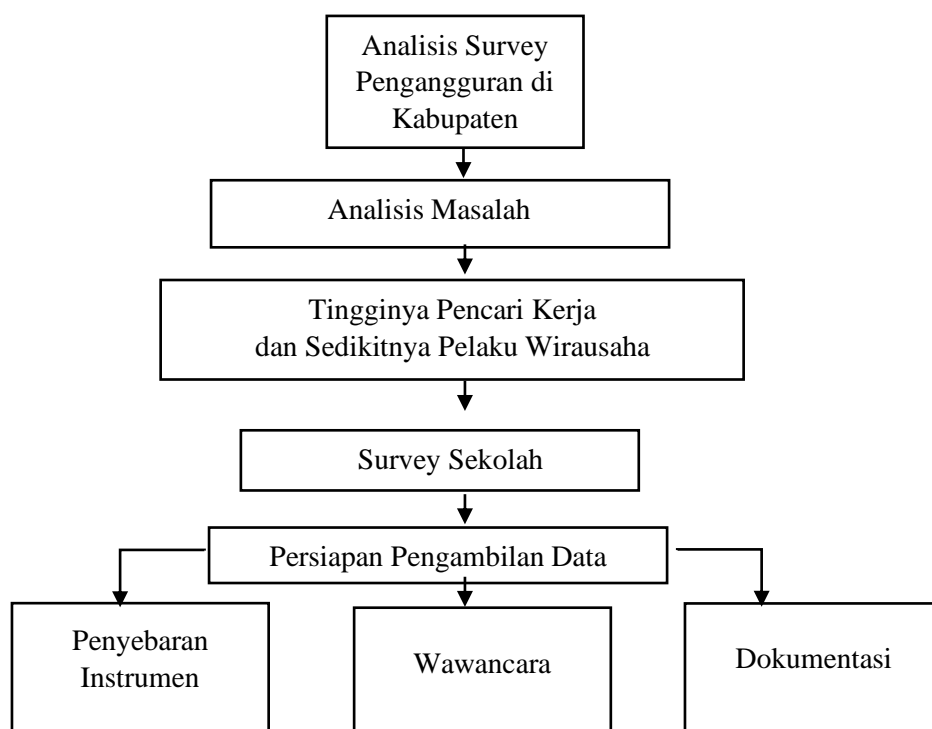 Analisis Survey
Pengangguran di
Kabupaten
Analisis Masalah
Tingginya Pencari Kerja
dan Sedikitnya Pelaku Wirausaha
Survey Sekolah
Persiapan Pengambilan Data
Penyebaran
Instrumen
Wawancara
Dokumentasi